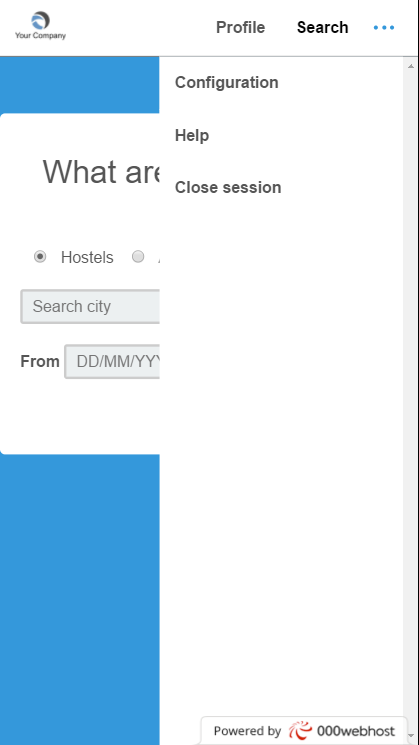 Your Company
Profile
Search
Configuration
Help
Close session
What are
Hostels
Search city
From
DD/MM/YYY
Powered by 000webhost